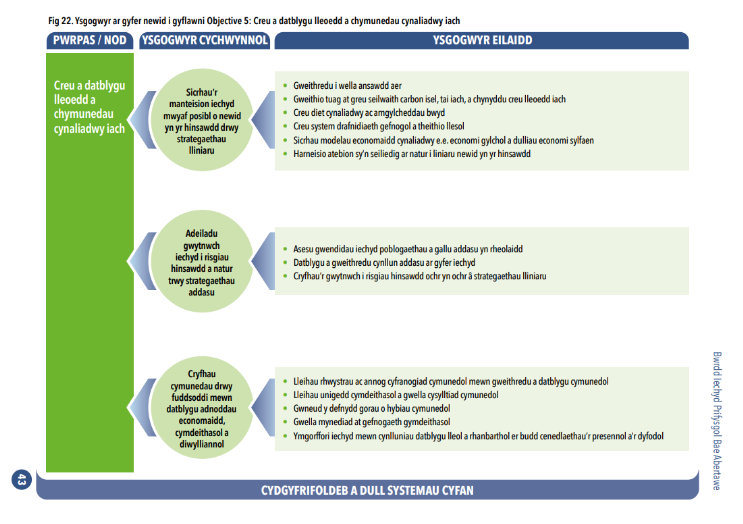 Fig 22. Ysgogwyr ar gyfer newid i gyflawni Objective 5: Creu a datblygu lleoedd a chymunedau cynaliadwy iach
PWRPAS / NOD
YSGOGWYR CYCHWYNNOL
YSGOGWYR EILAIDD
Creu a datblygu
lleoedd a
chymunedau
cynaliadwy iach
Sicrhau'r
manteision iechyd
mwyaf posibl o newid
yn yr hinsawdd drwy
strategaethau
lliniaru
Gweithredu i wella ansawdd aer
Gweithio tuag at greu seilwaith carbon isel, tai iach, a chynyddu creu lleoedd iach
Creu diet cynaliadwy ac amgylcheddau bwyd
Creu system drafnidiaeth gefnogol a theithio llesol
Sicrhau modelau economaidd cynaliadwy e.e. economi gylchol a dulliau economi sylfaen
Harneisio atebion sy'n seiliedig ar natur i liniaru newid yn yr hinsawdd
Adeiladu
gwytnwch
iechyd i risgiau
hinsawdd a natur
trwy strategaethau
addasu
Asesu gwendidau iechyd poblogaethau a gallu addasu yn rheolaidd
Datblygu a gweithredu cynllun addasu ar gyfer iechyd
Cryfhau'r gwytnwch i risgiau hinsawdd ochr yn ochr â strategaethau lliniaru
Cryfhau
cymunedau drwy
fuddsoddi mewn
datblygu adnoddau
economaidd,
cymdeithasol a
diwylliannol
Lleihau rhwystrau ac annog cyfranogiad cymunedol mewn gweithredu a datblygu cymunedol
Lleihau unigedd cymdeithasol a gwella cysylltiad cymunedol
Gwneud y defnydd gorau o hybiau cymunedol
Gwella mynediad at gefnogaeth gymdeithasol
Ymgorffori iechyd mewn cynlluniau datblygu lleol a rhanbarthol er budd cenedlaethau'r presennol a'r dyfodol
CYDGYFRIFOLDEB A DULL SYSTEMAU CYFAN
Bwrdd Iechyd Prifysgol Bae Abertawe
43